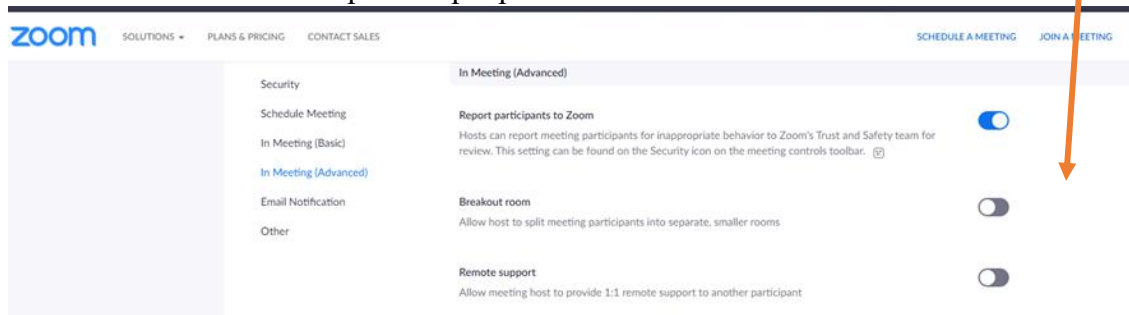 zoom SOLUTIONS PLANS & PRICING CONTACT SALES SCHEDULE A MEETING JOIN A MEETING
Security
Schedule Meeting
In Meeting (Basic)
In Meeting (Advanced)
Email Notification
Other
In Meeting (Advanced)
Report participants to Zoom
Hosts can report meeting participants for inappropriate behavior to Zoom's Trust and Safety team for
review. This setting can be found on the Security icon on the meeting controls toolbar.
Breakout room
Allow host to split meeting participants into separate, smaller rooms
Remote support
Allow meeting host to provide 1:1 remote support to another participant